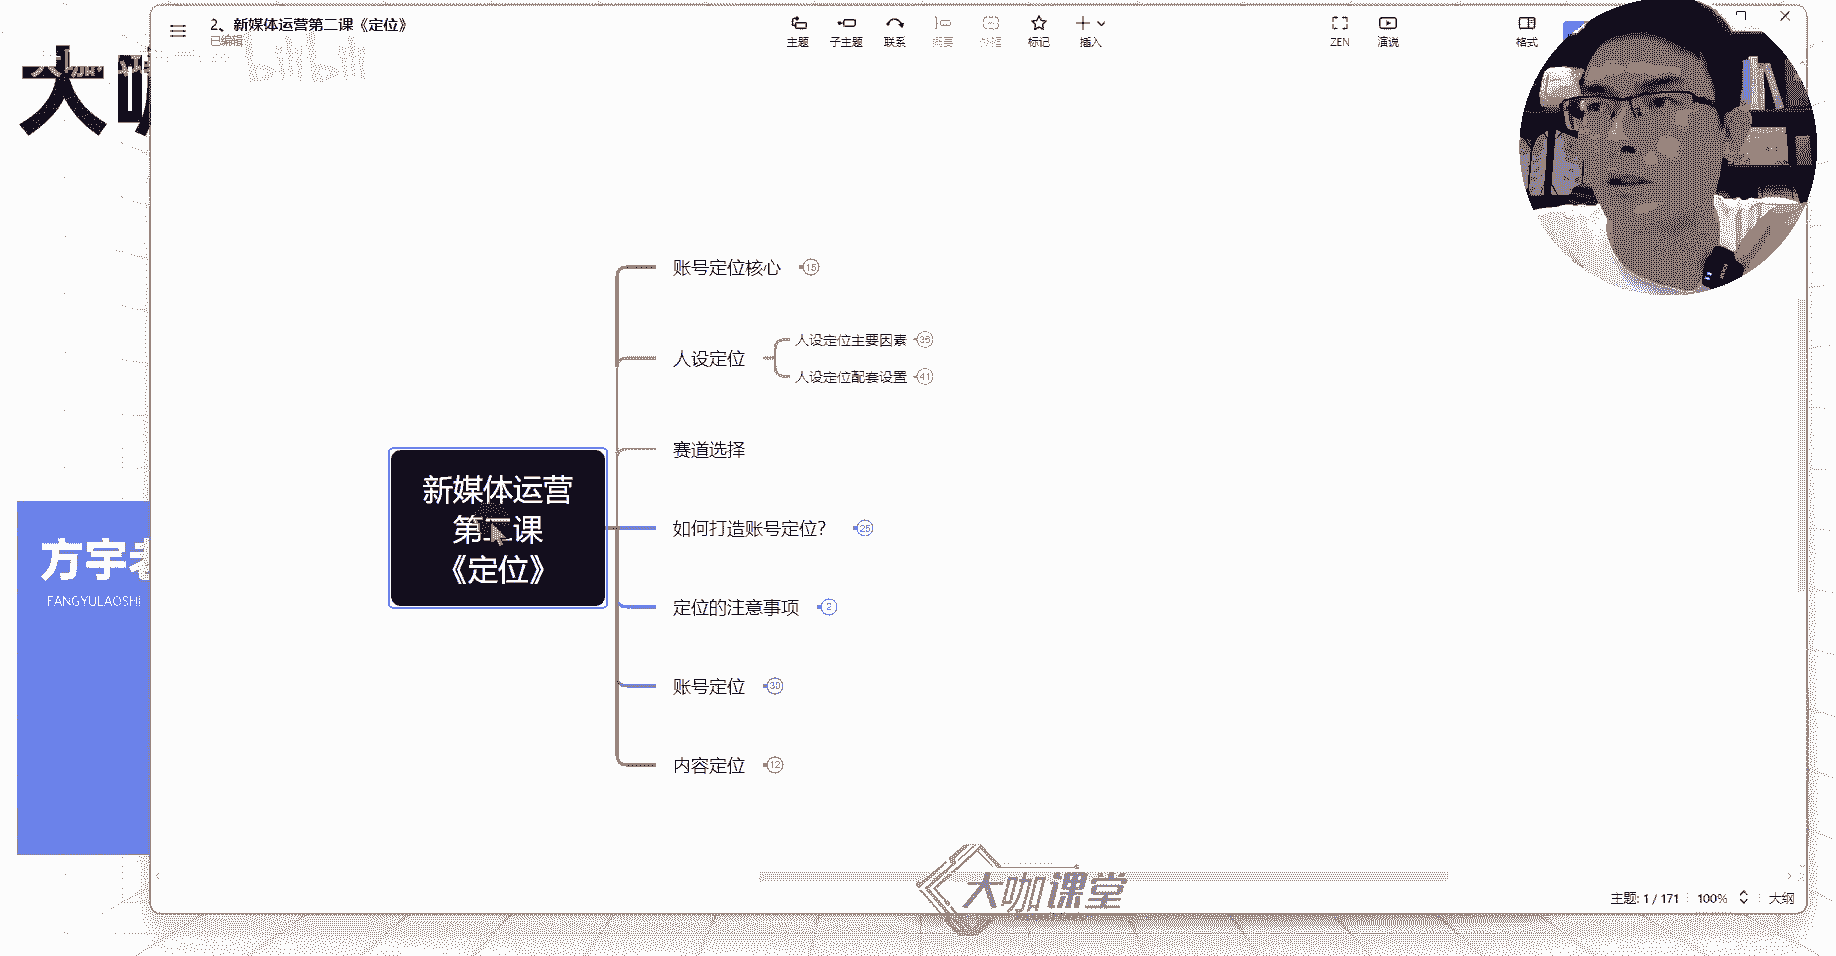 2、新媒体运营第二课《定位》
已编辑
bilibili
主题
子主题
联系
概要
外框
标记
插入
ZEN
演说
格式
大咖
方宇老
FANGYULAOSHI
账号定位核心 15
人设定位
人设定位主要因素 35
人设定位配套设置 41
赛道选择
新媒体运营
第二课
《定位》
如何打造账号定位? 25
定位的注意事项 2
账号定位 30
内容定位 12
大咖课堂
主题: 1 / 171
100%
大纲